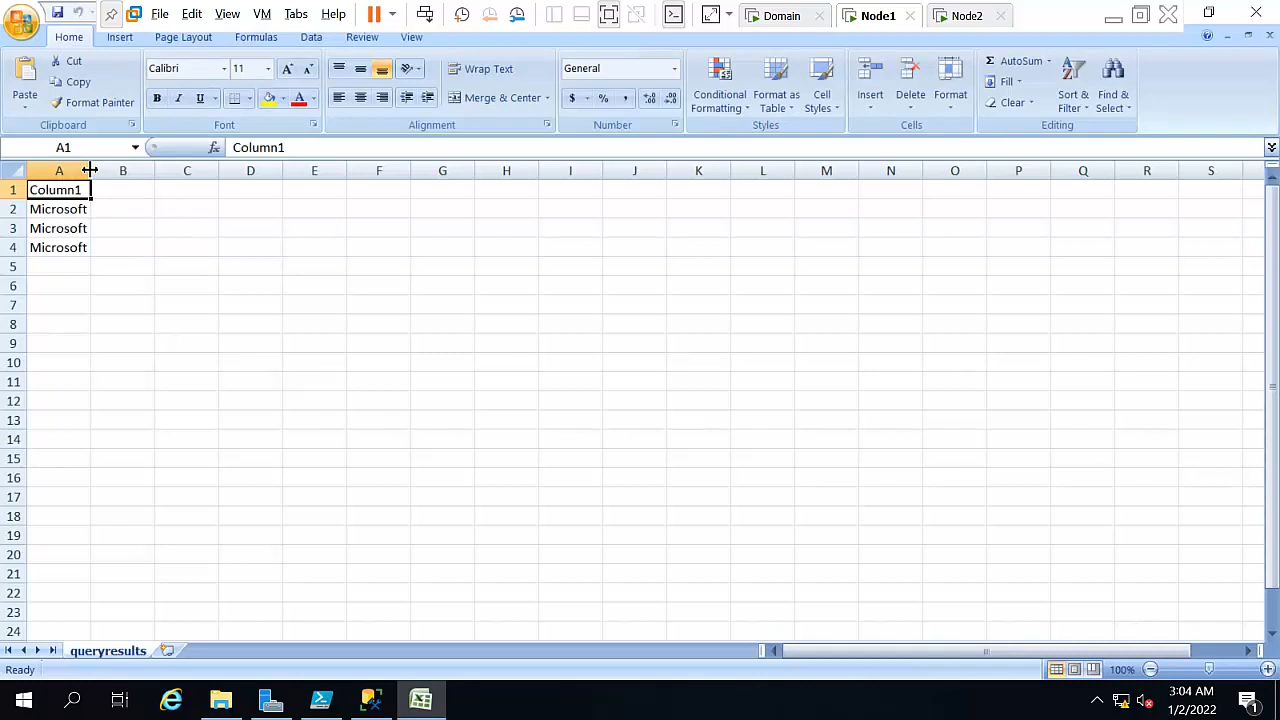 File Edit View VM Tabs Help Domain Node1 Node2
Home Insert Page Layout Formulas Data Review View
Paste Cut Copy Format Painter Clipboard
Calibri 11 B I U Font
Wrap Text Merge & Center Alignment
General $ % , Number
Conditional Formatting Format as Table Cell Styles Styles
Insert Delete Format Cells
Σ AutoSum Fill Clear Sort & Filter Find & Select Editing
A1 fx Column1
A B C D E F G H I J K L M N O P Q R S
1 Column1
2 Microsoft
3 Microsoft
4 Microsoft
5
6
7
8
9
10
11
12
13
14
15
16
17
18
19
20
21
22
23
24
queryresults
Ready 100%
3:04 AM
1/2/2022
1